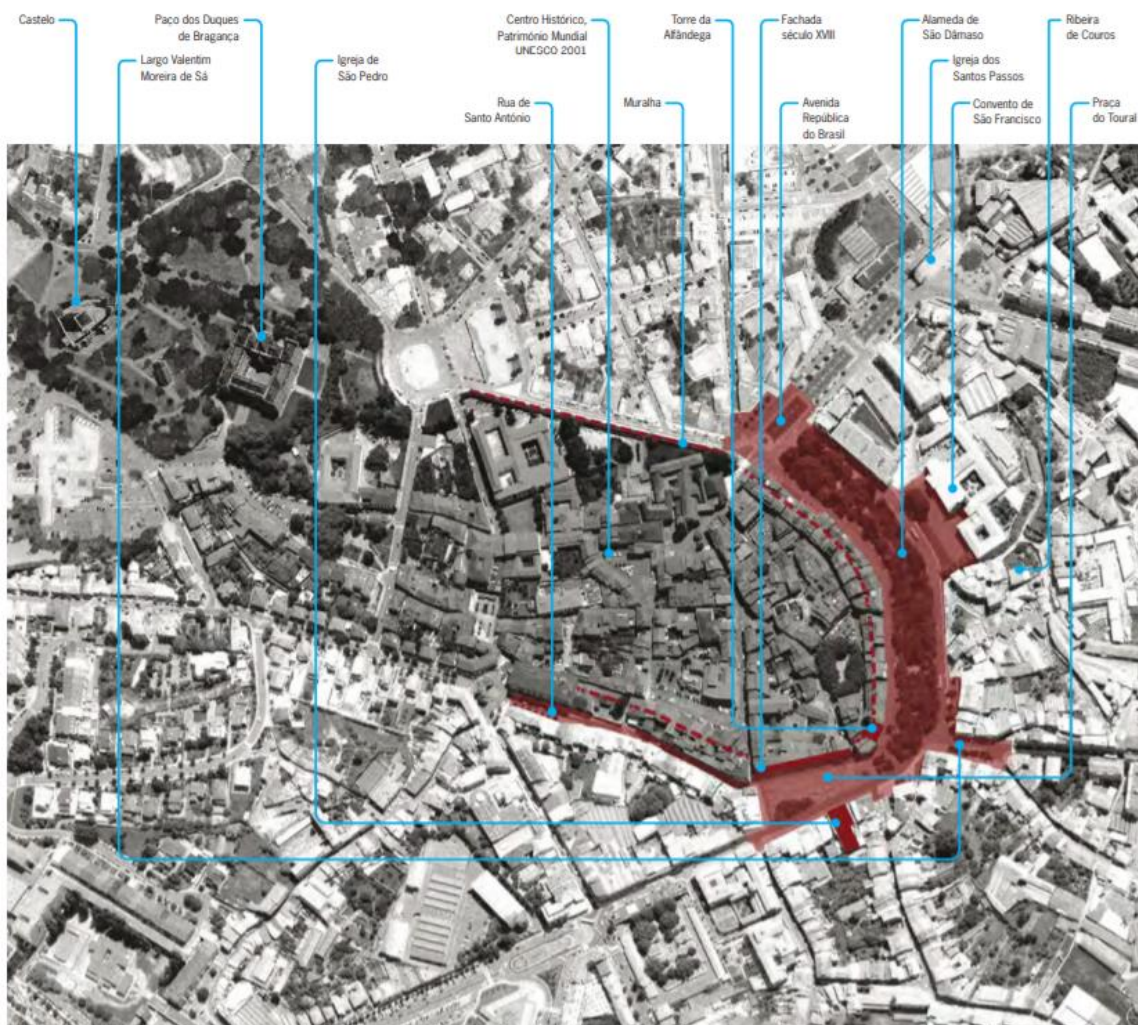 Castelo
Paço dos Duques
de Bragança
Centro Histórico,
Património Mundial
UNESCO 2001
Torre da
Alfândega
Fachada
século XVIII
Alameda de
São Dâmaso
Ribeira
de Couros
Largo Valentim
Moreira de Sá
Igreja de
São Pedro
Igreja dos
Santos Passos
Rua de
Santo António
Muralha
Avenida
República
do Brasil
Convento de
São Francisco
Praça
do Toural